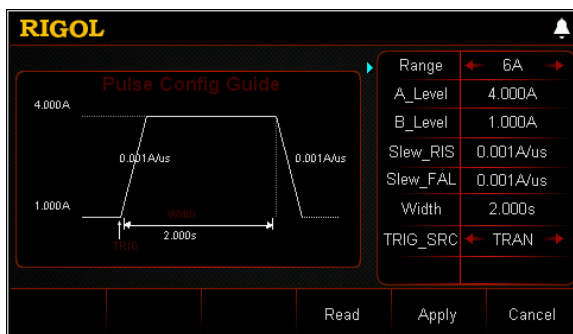 RIGOL
Pulse Config Guide
4.000A
0.001A/us
0.001A/us
1.000A
Width
2.000s
TRIG
Range 6A
A_Level 4.000A
B_Level 1.000A
Slew_RIS 0.001A/us
Slew_FAL 0.001A/us
Width 2.000s
TRIG_SRC TRAN
Read Apply Cancel